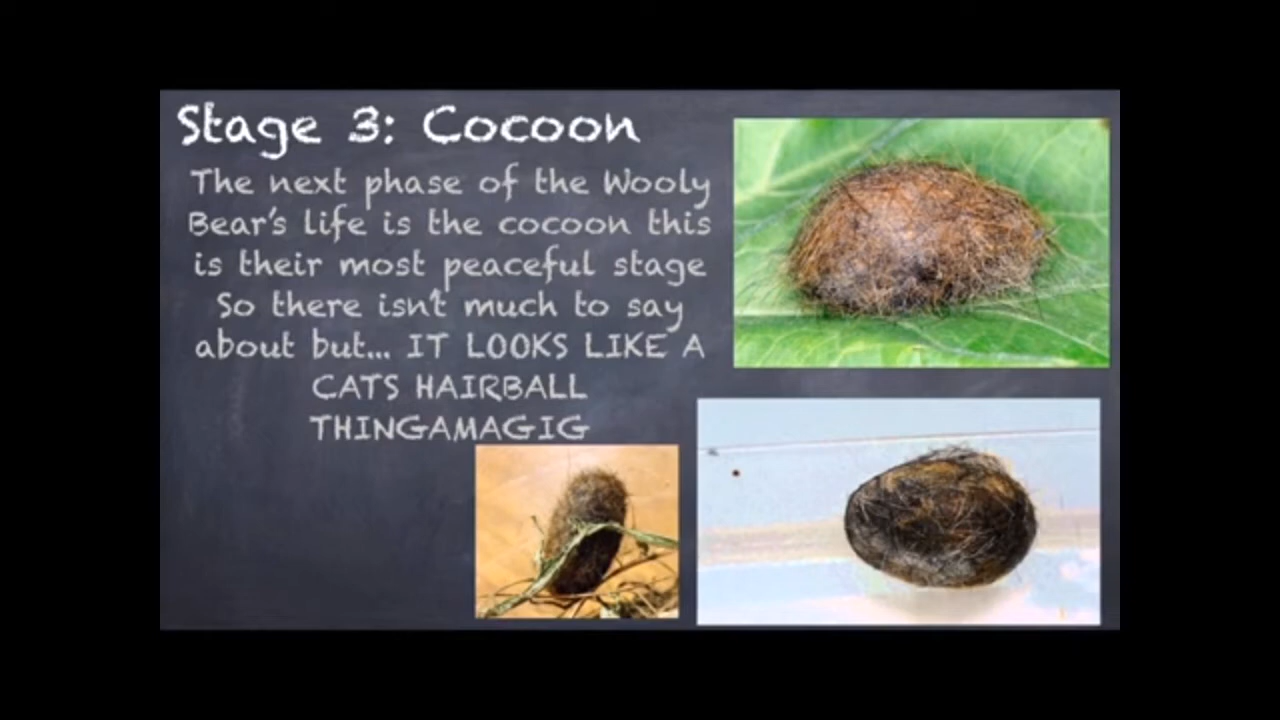 Stage 3: Cocoon
The next phase of the Wooly
Bear's life is the cocoon this
is their most peaceful stage
So there isn't much to say
about but... IT LOOKS LIKE A
CATS HAIRBALL
THINGAMAGIG